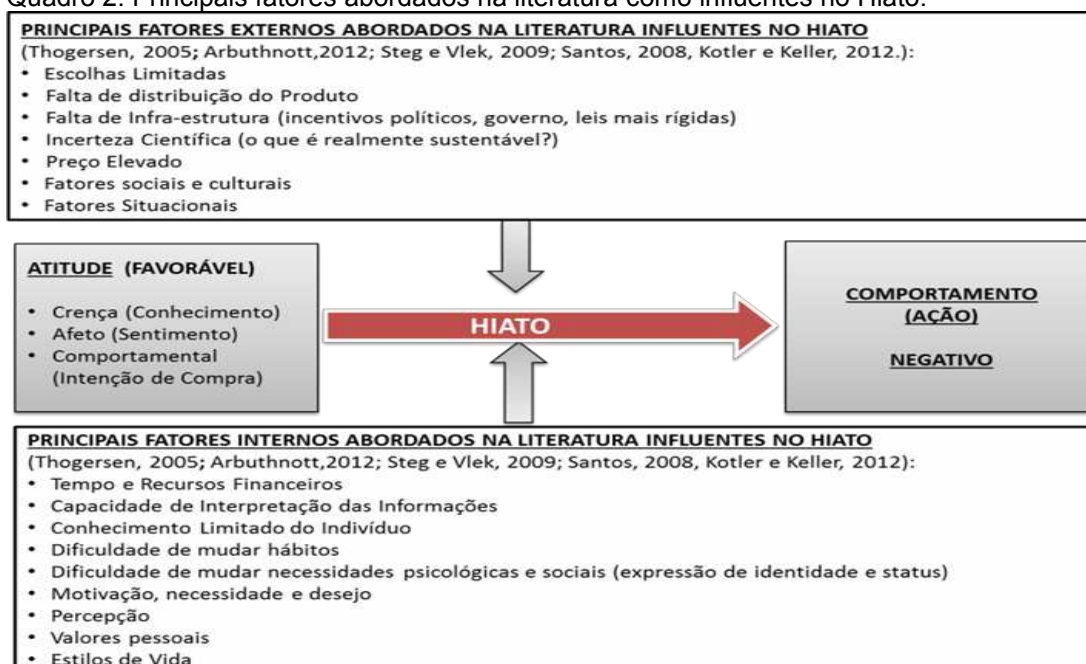 Quadro 2: Principais fatores abordados na literatura como influentes no Hiato.
PRINCIPAIS FATORES EXTERNOS ABORDADOS NA LITERATURA INFLUENTES NO HIATO
(Thogersen, 2005; Arbuthnott,2012; Steg e Vlek, 2009; Santos, 2008, Kotler e Keller, 2012.):
• Escolhas Limitadas
• Falta de distribuição do Produto
• Falta de Infra-estrutura (incentivos políticos, governo, leis mais rígidas)
• Incerteza Científica (o que é realmente sustentável?)
• Preço Elevado
• Fatores sociais e culturais
• Fatores Situacionais
ATITUDE (FAVORÁVEL)
• Crença (Conhecimento)
• Afeto (Sentimento)
• Comportamental
(Intenção de Compra)
HIATO
COMPORTAMENTO
(AÇÃO)
NEGATIVO
PRINCIPAIS FATORES INTERNOS ABORDADOS NA LITERATURA INFLUENTES NO HIATO
(Thogersen, 2005; Arbuthnott,2012; Steg e Vlek, 2009; Santos, 2008, Kotler e Keller, 2012):
• Tempo e Recursos Financeiros
• Capacidade de Interpretação das Informações
• Conhecimento Limitado do Indivíduo
• Dificuldade de mudar hábitos
• Dificuldade de mudar necessidades psicológicas e sociais (expressão de identidade e status)
• Motivação, necessidade e desejo
• Percepção
• Valores pessoais
• Estilos de Vida